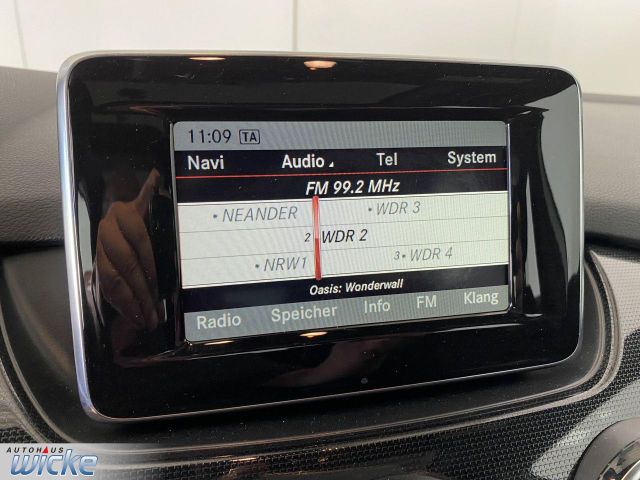 11:09 TA
Navi Audio Tel System
FM 99.2 MHz
• NEANDER • WDR 3
2 WDR 2
• NRW1 3• WDR 4
Oasis: Wonderwall
Radio Speicher Info FM Klang
AUTOHAUS
WICKE